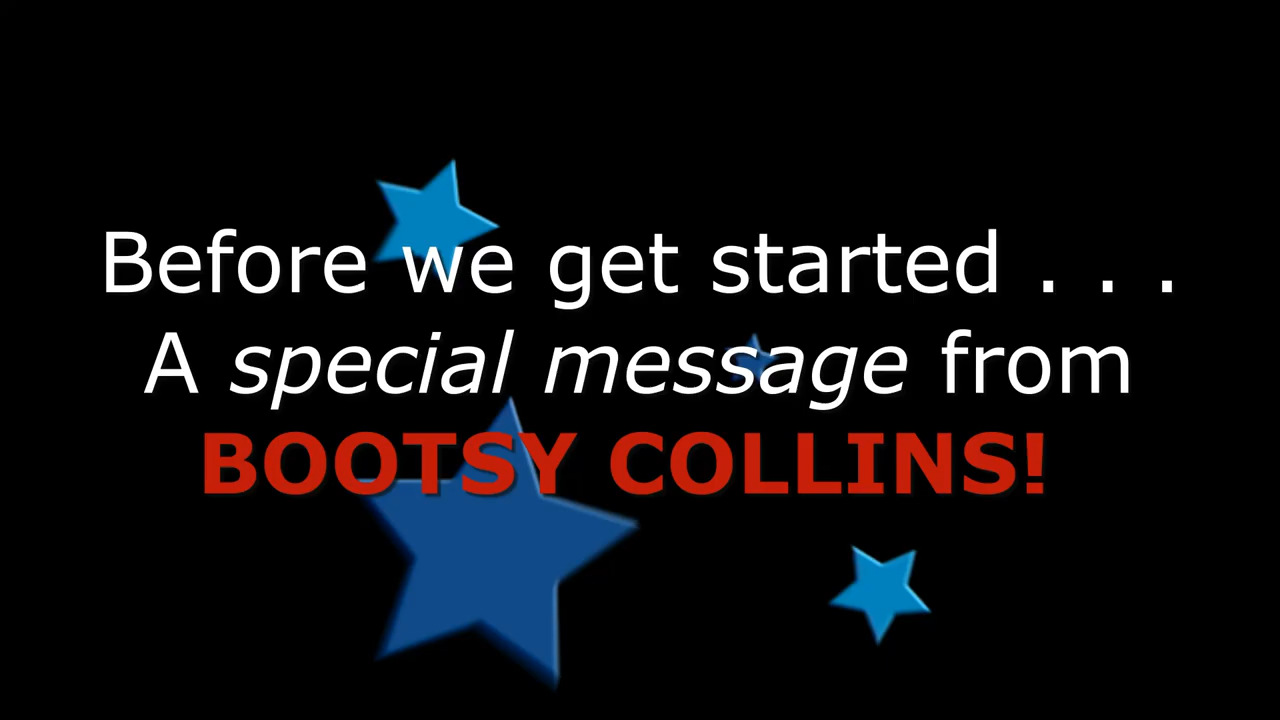 Before we get started . . .
A special message from
BOOTSY COLLINS!